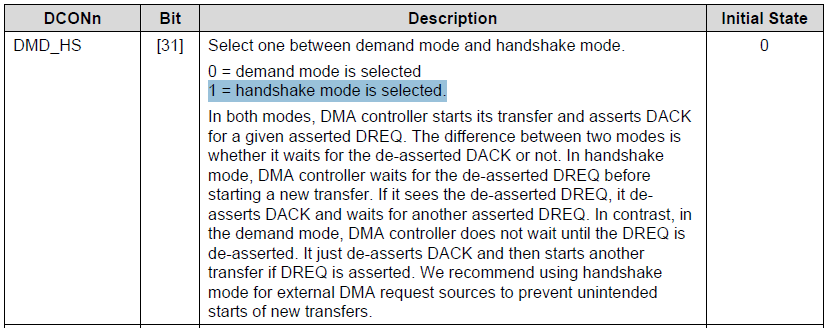 DCONn Bit Description Initial State
DMD_HS [31] Select one between demand mode and handshake mode. 0
0 = demand mode is selected
1 = handshake mode is selected.
In both modes, DMA controller starts its transfer and asserts DACK
for a given asserted DREQ. The difference between two modes is
whether it waits for the de-asserted DACK or not. In handshake
mode, DMA controller waits for the de-asserted DREQ before
starting a new transfer. If it sees the de-asserted DREQ, it de-
asserts DACK and waits for another asserted DREQ. In contrast, in
the demand mode, DMA controller does not wait until the DREQ is
de-asserted. It just de-asserts DACK and then starts another
transfer if DREQ is asserted. We recommend using handshake
mode for external DMA request sources to prevent unintended
starts of new transfers.